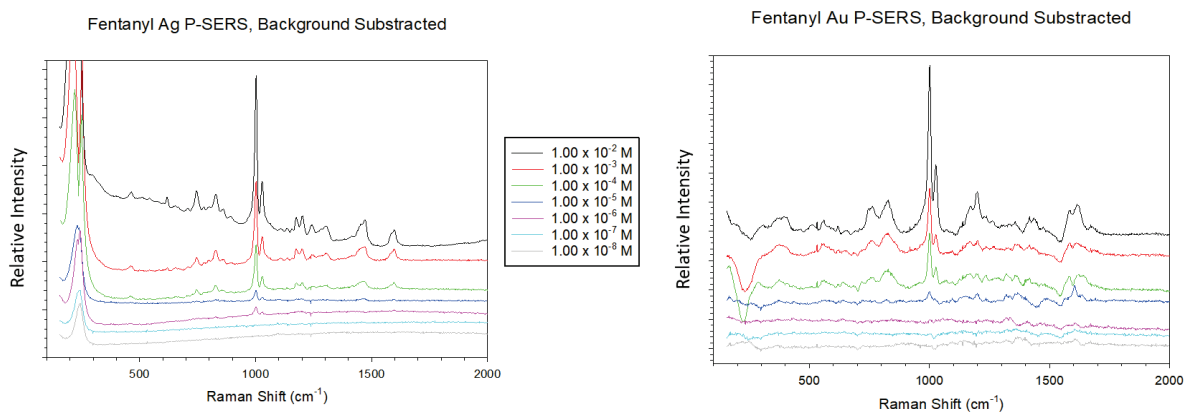 Fentanyl Ag P-SERS, Background Substracted
Relative Intensity
500
1000
1500
2000
Raman Shift (cm⁻¹)
1.00 x 10⁻² M
1.00 x 10⁻³ M
1.00 x 10⁻⁴ M
1.00 x 10⁻⁵ M
1.00 x 10⁻⁶ M
1.00 x 10⁻⁷ M
1.00 x 10⁻⁸ M
Fentanyl Au P-SERS, Background Substracted
Relative Intensity
500
1000
1500
2000
Raman Shift (cm⁻¹)